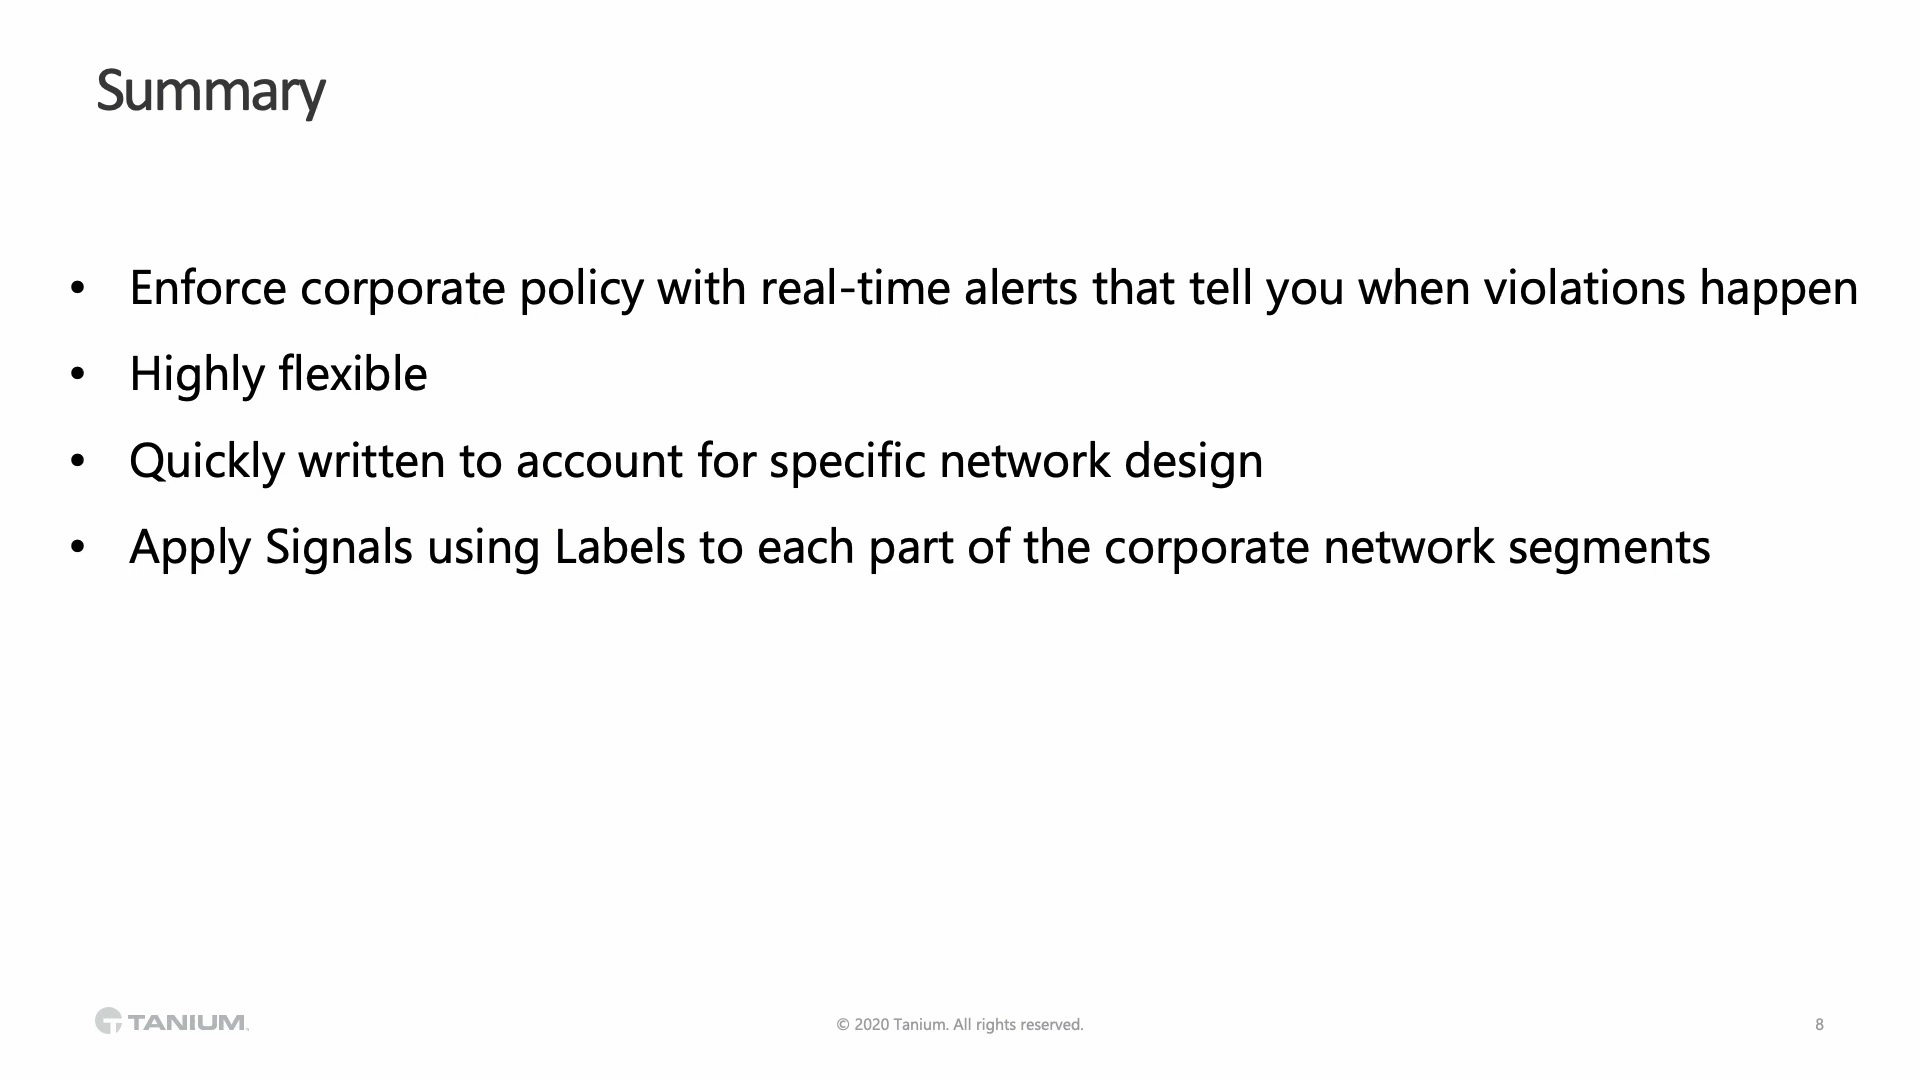 Summary
• Enforce corporate policy with real-time alerts that tell you when violations happen
• Highly flexible
• Quickly written to account for specific network design
• Apply Signals using Labels to each part of the corporate network segments
TANIUM
© 2020 Tanium. All rights reserved.
8